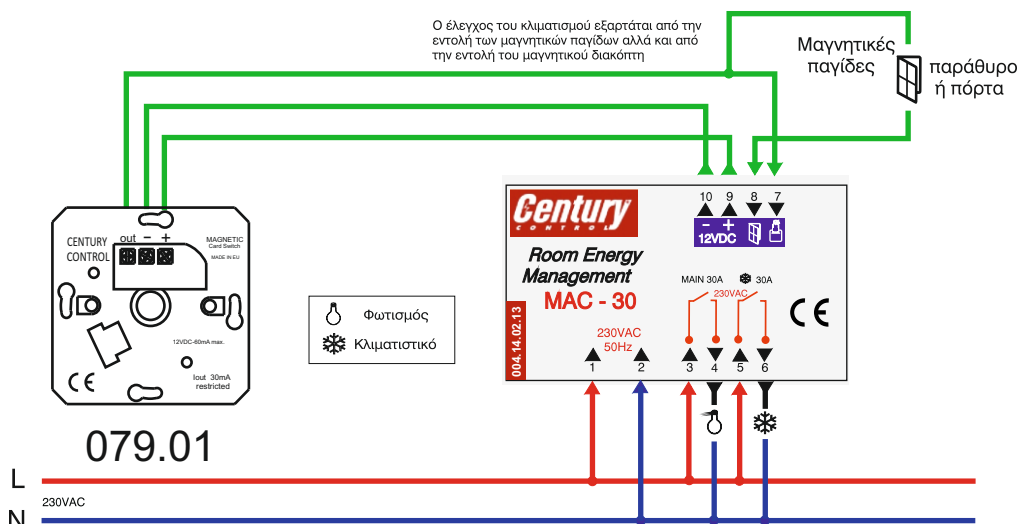 Ο έλεγχος του κλιματισμού εξαρτάται από την
εντολή των μαγνητικών παγίδων αλλά και από
την εντολή του μαγνητικού διακόπτη
Μαγνητικές
παγίδες
παράθυρο
ή πόρτα
CENTURY
CONTROL
out - +
MAGNETIC
Card Switch
MADE IN EU
12VDC-60mA max.
Iout 30mA
restricted
CE
079.01
Φωτισμός
Κλιματιστικό
Century
CONTROL
Room Energy
Management
MAC - 30
004.14.02.13
10 9 8 7
- +
12VDC
MAIN 30A
30A
230VAC
230VAC
50Hz
CE
1 2 3 4 5 6
L
230VAC
N